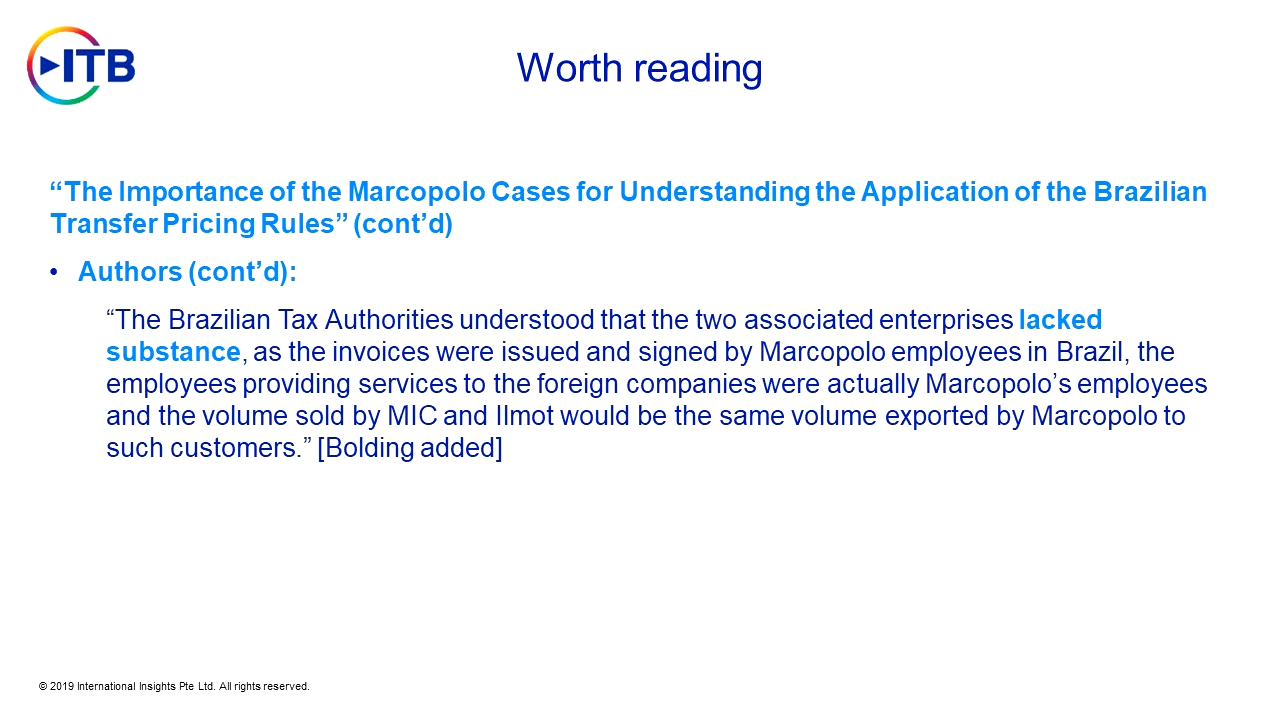 ITB
Worth reading
“The Importance of the Marcopolo Cases for Understanding the Application of the Brazilian
Transfer Pricing Rules” (cont’d)
• Authors (cont’d):
“The Brazilian Tax Authorities understood that the two associated enterprises lacked
substance, as the invoices were issued and signed by Marcopolo employees in Brazil, the
employees providing services to the foreign companies were actually Marcopolo’s employees
and the volume sold by MIC and Ilmot would be the same volume exported by Marcopolo to
such customers.” [Bolding added]
© 2019 International Insights Pte Ltd. All rights reserved.